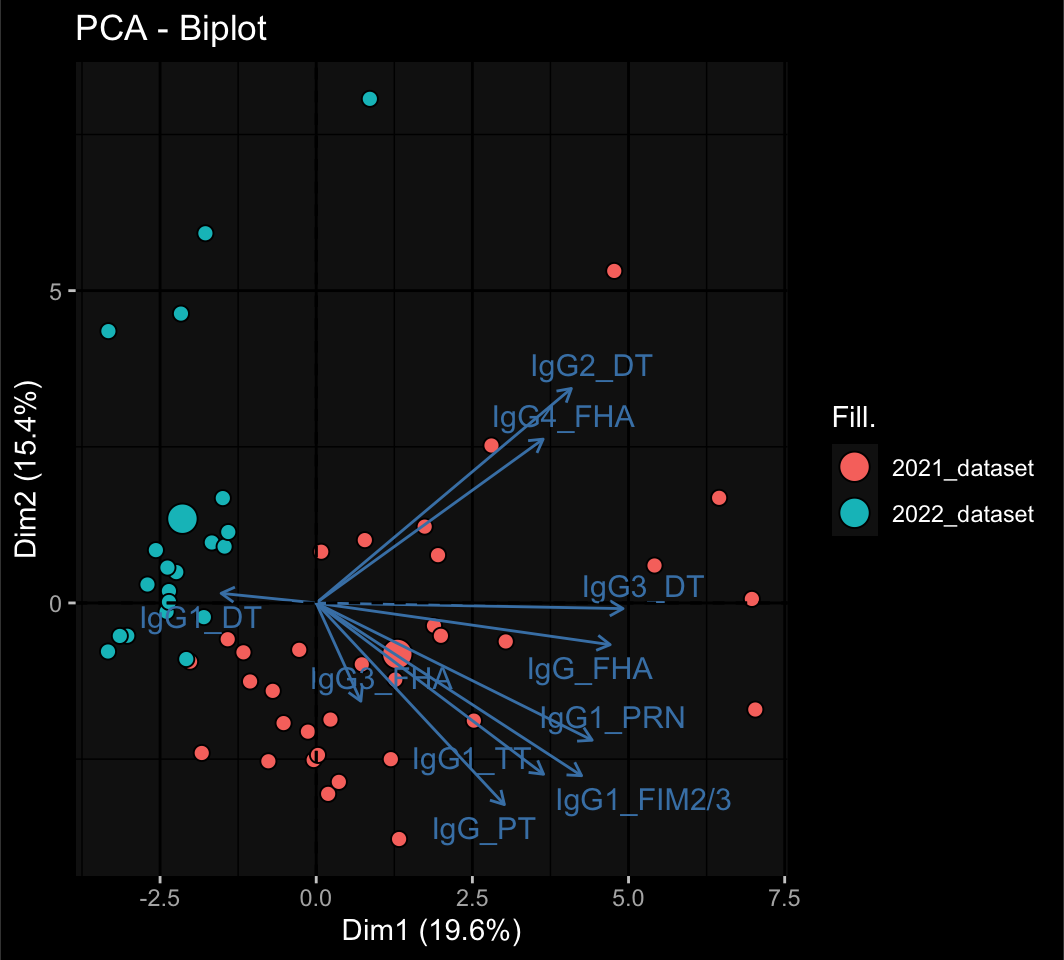 PCA - Biplot
Dim2 (15.4%)
5
0
IgG2_DT
IgG4_FHA
IgG3_DT
IgG1_DT
IgG_FHA
IgG3_FHA
IgG1_PRN
IgG1_TT
IgG1_FIM2/3
IgG_PT
-2.5 0.0 2.5 5.0 7.5
Dim1 (19.6%)
Fill.
2021_dataset
2022_dataset